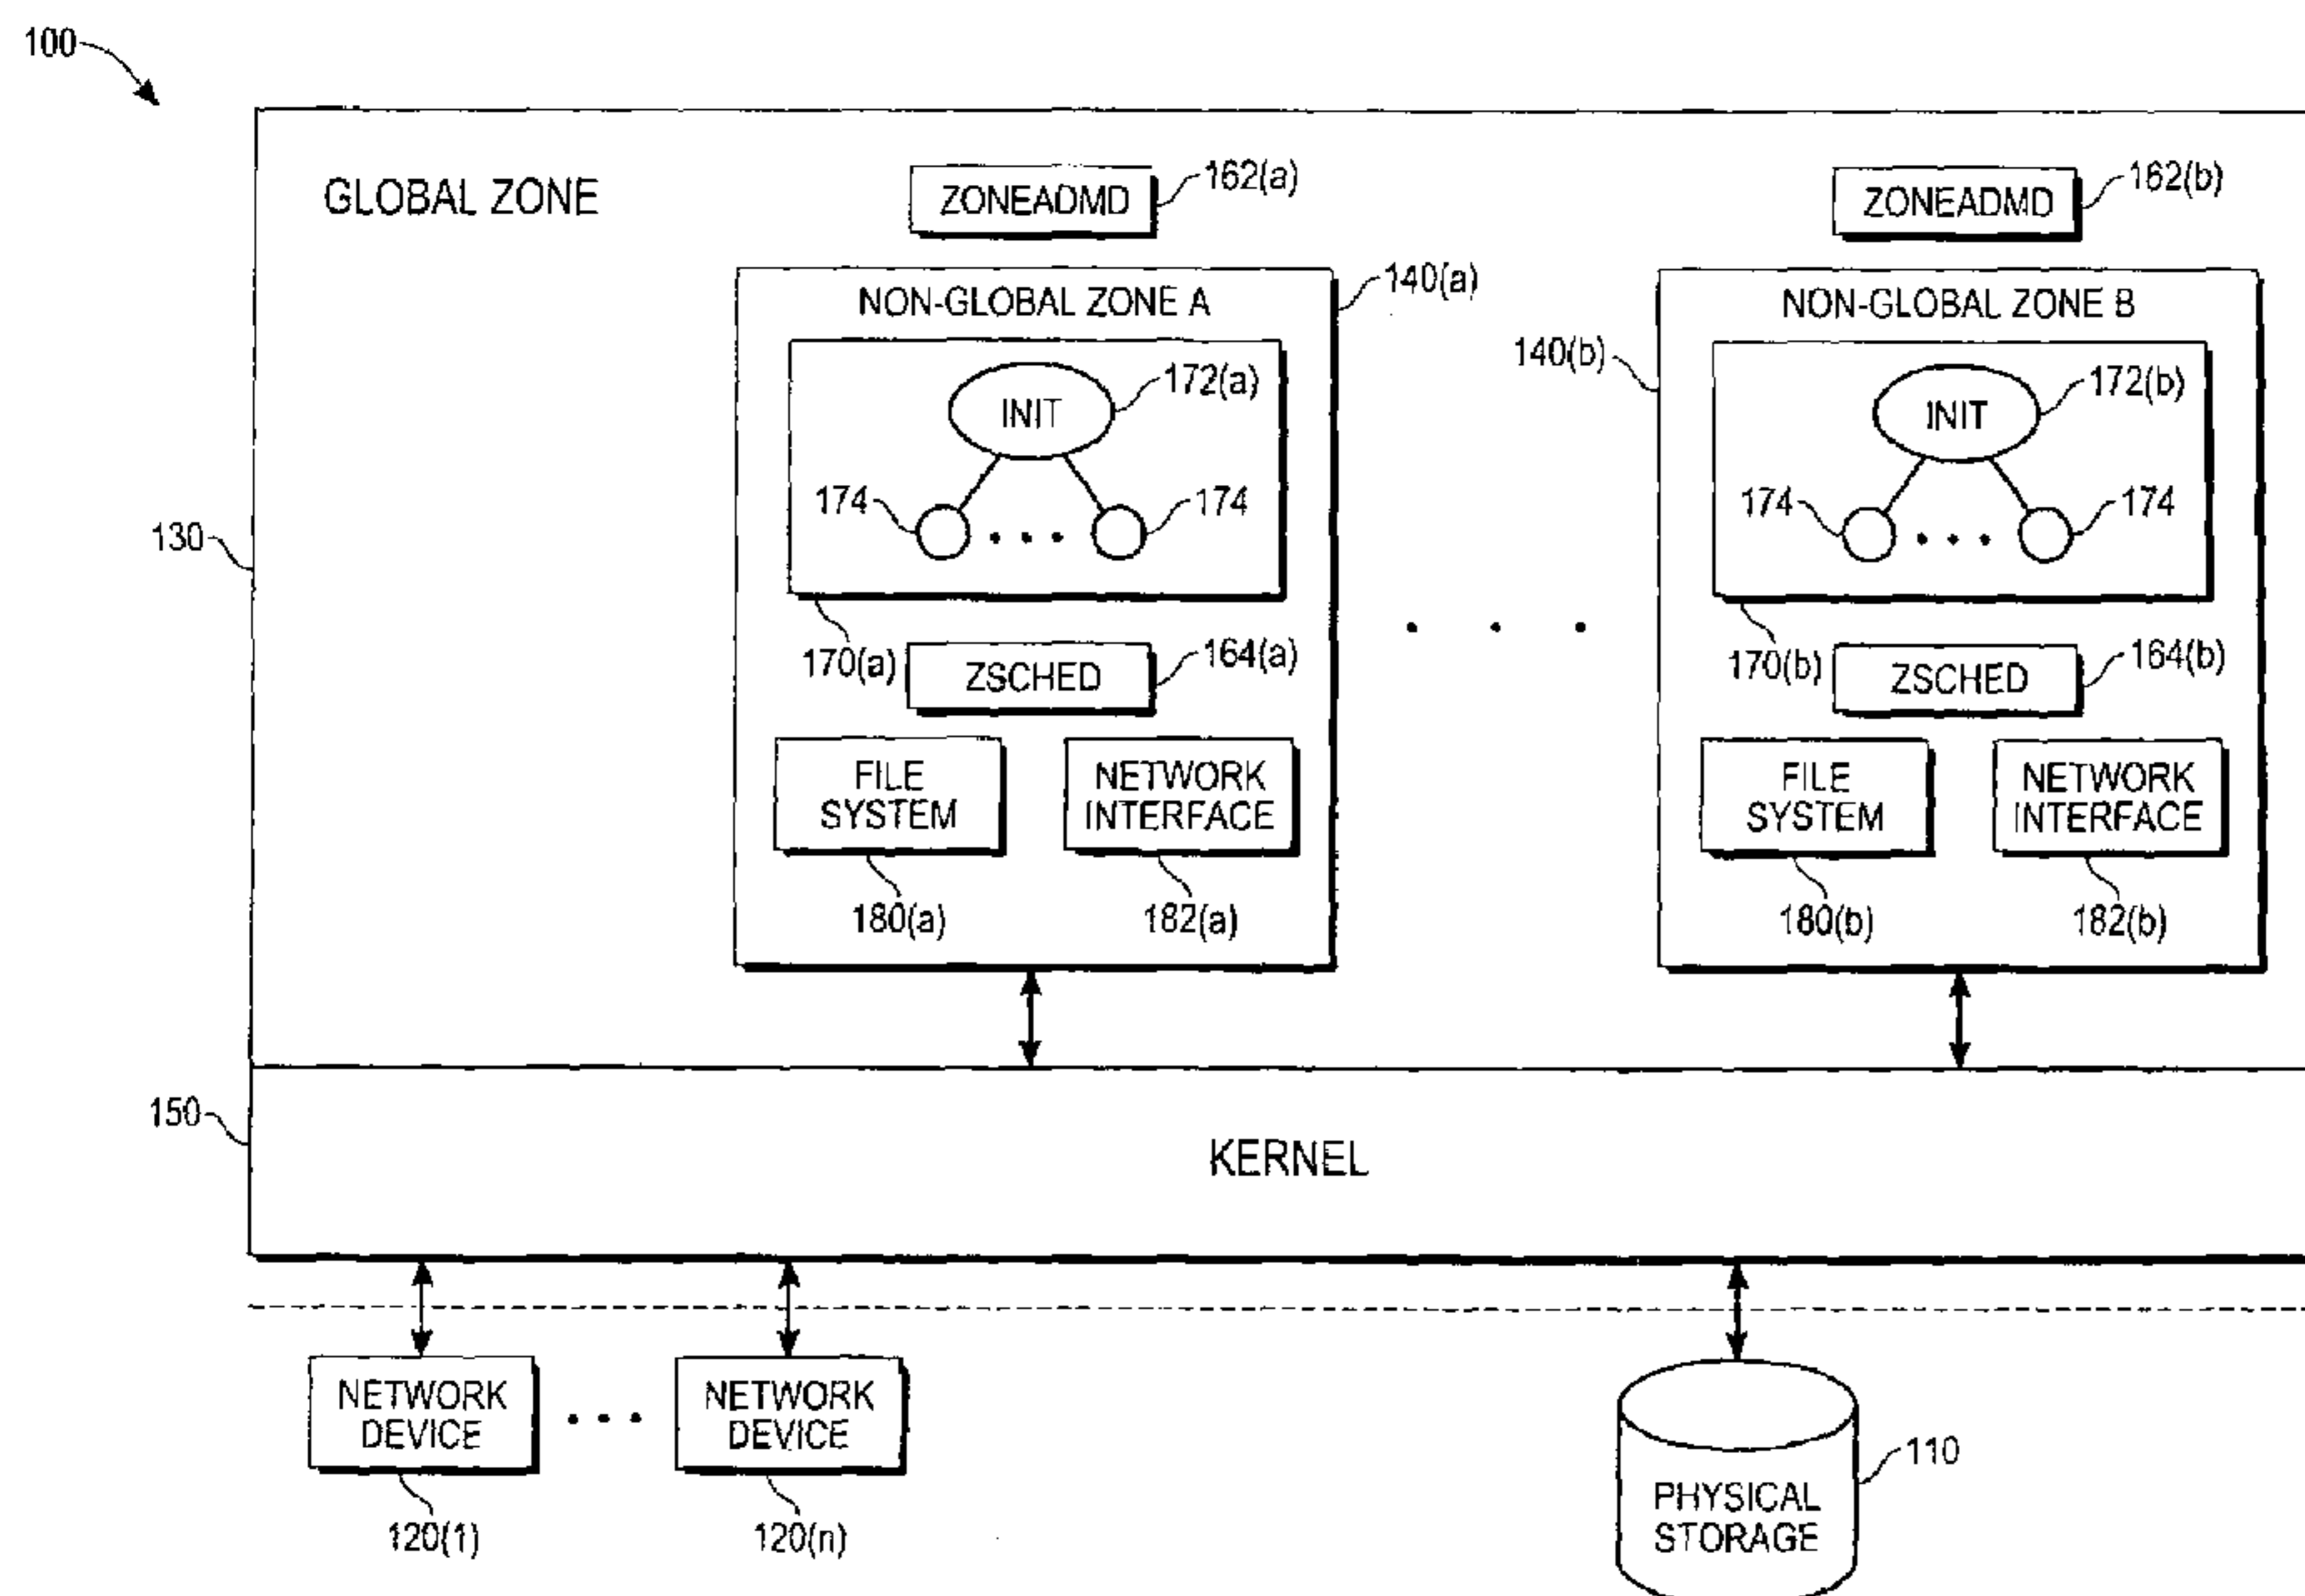 100
GLOBAL ZONE
ZONEADMD
162(a)
ZONEADMD
162(b)
NON-GLOBAL ZONE A
140(a)
NON-GLOBAL ZONE B
140(b)
INIT
172(a)
INIT
172(b)
174
174
174
174
130
170(a)
ZSCHED
164(a)
170(b)
ZSCHED
164(b)
FILE
SYSTEM
NETWORK
INTERFACE
FILE
SYSTEM
NETWORK
INTERFACE
180(a)
182(a)
180(b)
182(b)
150
KERNEL
NETWORK
DEVICE
NETWORK
DEVICE
110
PHYSICAL
STORAGE
120(1)
120(n)